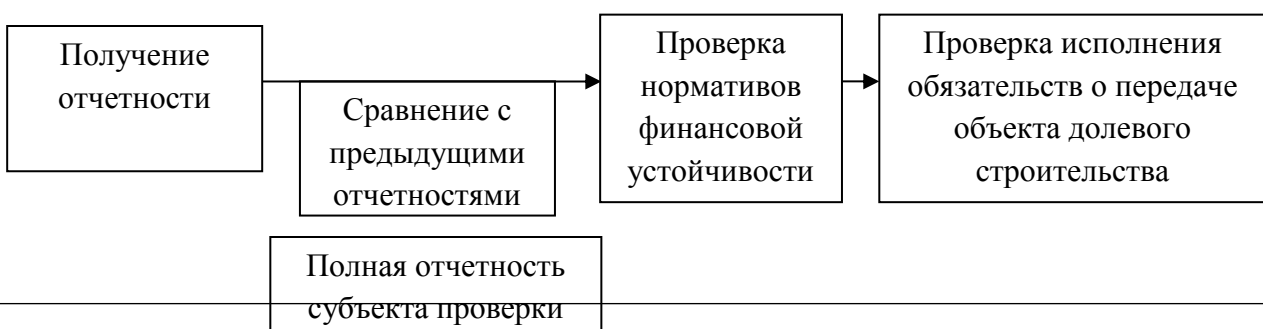 Получение
отчетности
Сравнение с
предыдущими
отчетностями
Проверка
нормативов
финансовой
устойчивости
Проверка исполнения
обязательств о передаче
объекта долевого
строительства
Полная отчетность
субъекта проверки